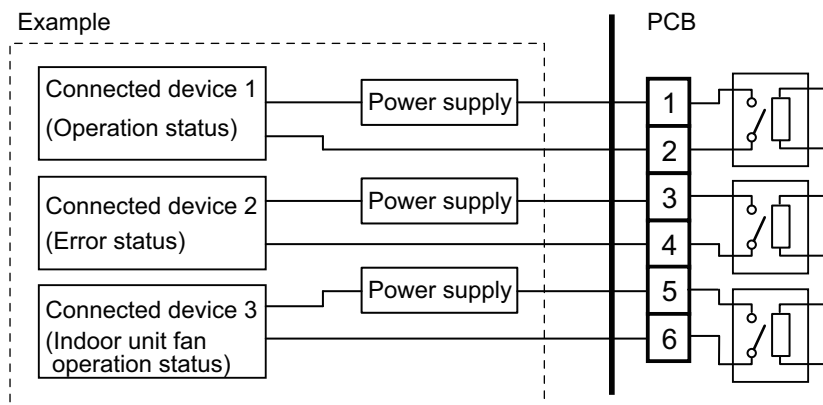 Example
PCB
Connected device 1
(Operation status)
Power supply
1
2
Connected device 2
(Error status)
Power supply
3
4
Connected device 3
(Indoor unit fan
operation status)
Power supply
5
6